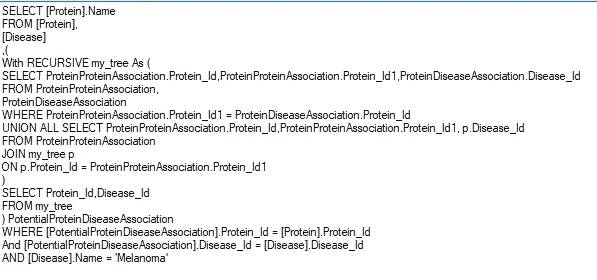 SELECT [Protein].Name
FROM [Protein],
[Disease]
,(
With RECURSIVE my_tree As (
SELECT ProteinProteinAssociation.Protein_Id,ProteinProteinAssociation.Protein_Id1,ProteinDiseaseAssociation.Disease_Id
FROM ProteinProteinAssociation,
ProteinDiseaseAssociation
WHERE ProteinProteinAssociation.Protein_Id1 = ProteinDiseaseAssociation.Protein_Id
UNION ALL SELECT ProteinProteinAssociation.Protein_Id,ProteinProteinAssociation.Protein_Id1, p.Disease_Id
FROM ProteinProteinAssociation
JOIN my_tree p
ON p.Protein_Id = ProteinProteinAssociation.Protein_Id1
)
SELECT Protein_Id,Disease_Id
FROM my_tree
) PotentialProteinDiseaseAssociation
WHERE [PotentialProteinDiseaseAssociation].Protein_Id = [Protein].Protein_Id
And [PotentialProteinDiseaseAssociation].Disease_Id = [Disease].Disease_Id
AND [Disease].Name = 'Melanoma'